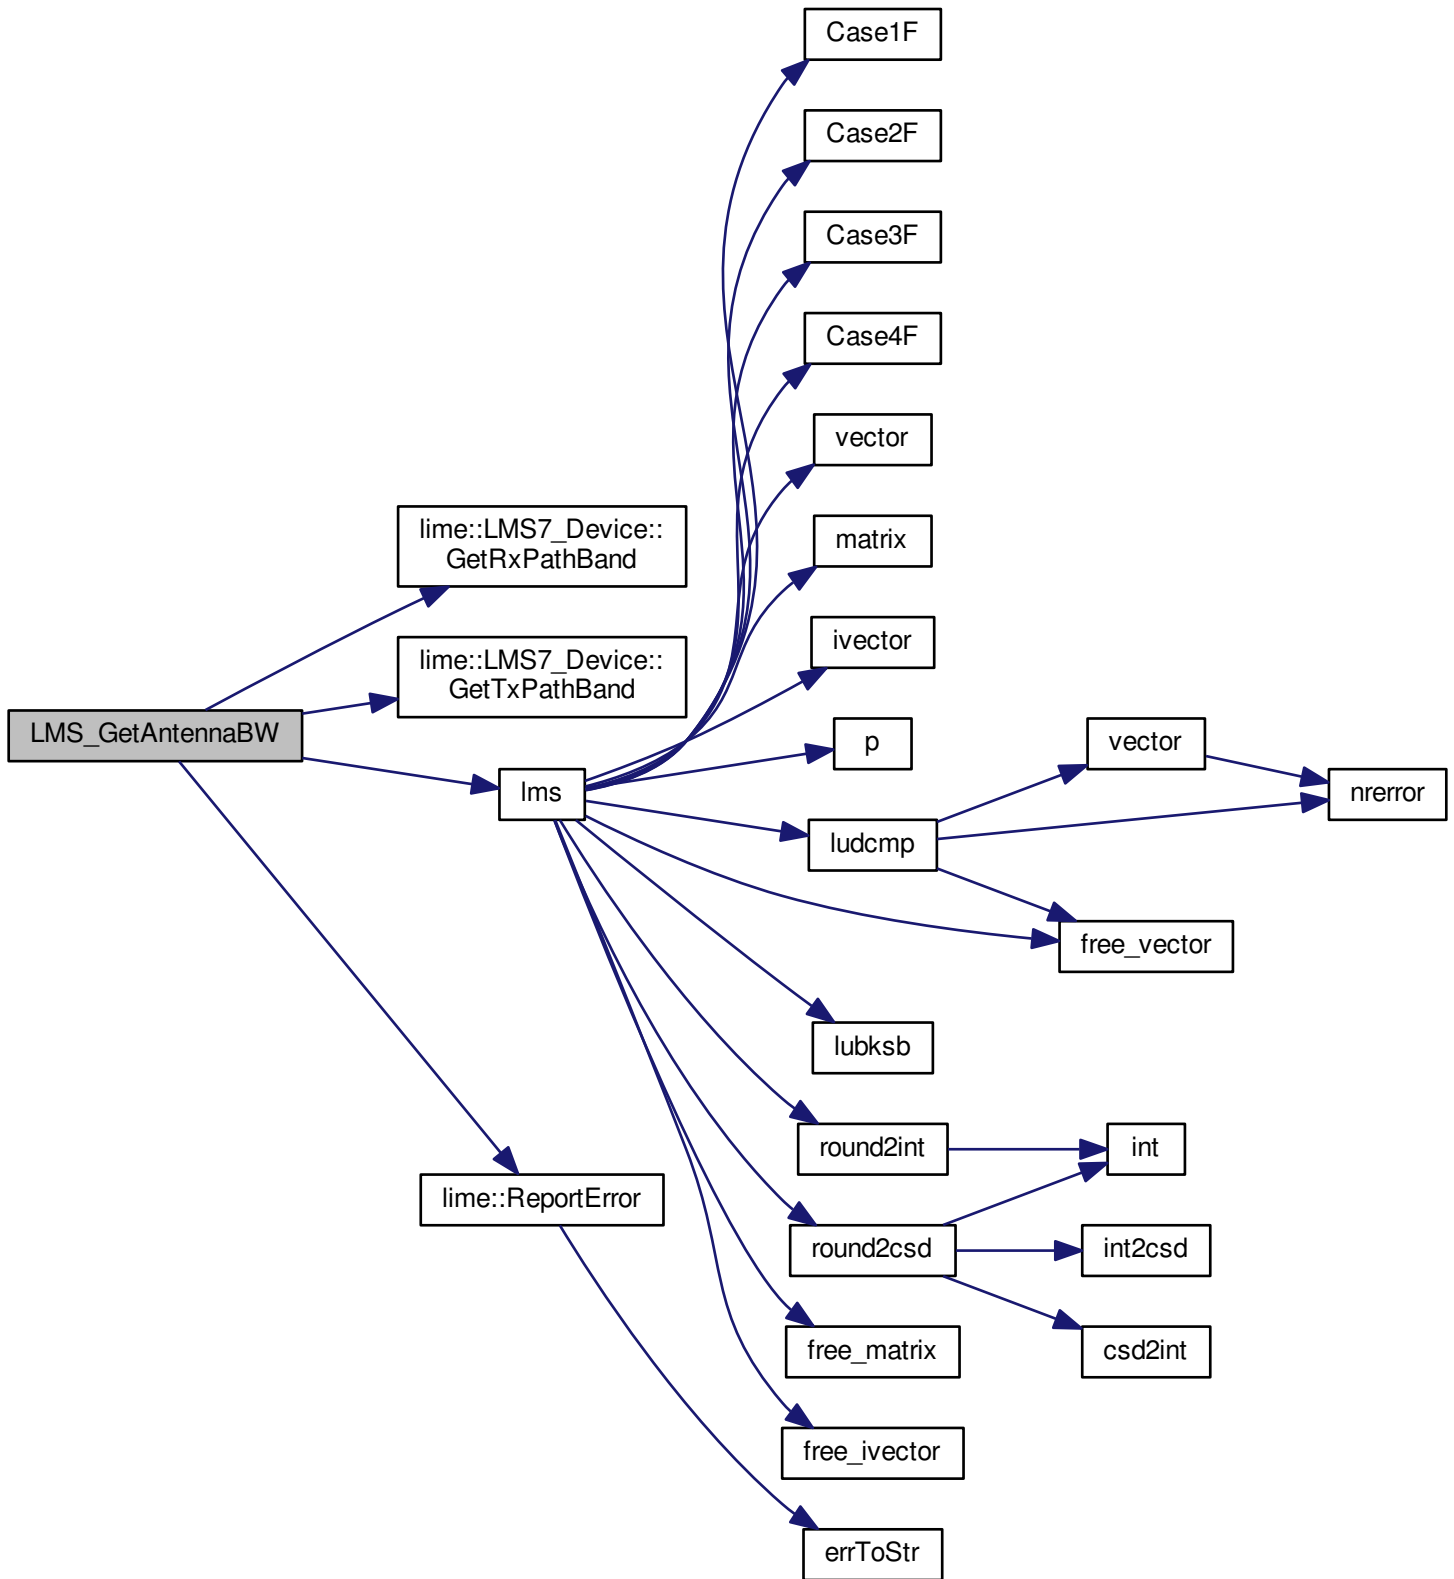 Case1F
Case2F
Case3F
Case4F
vector
matrix
lime::LMS7_Device::
GetRxPathBand
ivector
lime::LMS7_Device::
GetTxPathBand
LMS_GetAntennaBW
p
vector
lms
nrerror
ludcmp
free_vector
lubksb
round2int
int
lime::ReportError
round2csd
int2csd
free_matrix
csd2int
free_ivector
errToStr